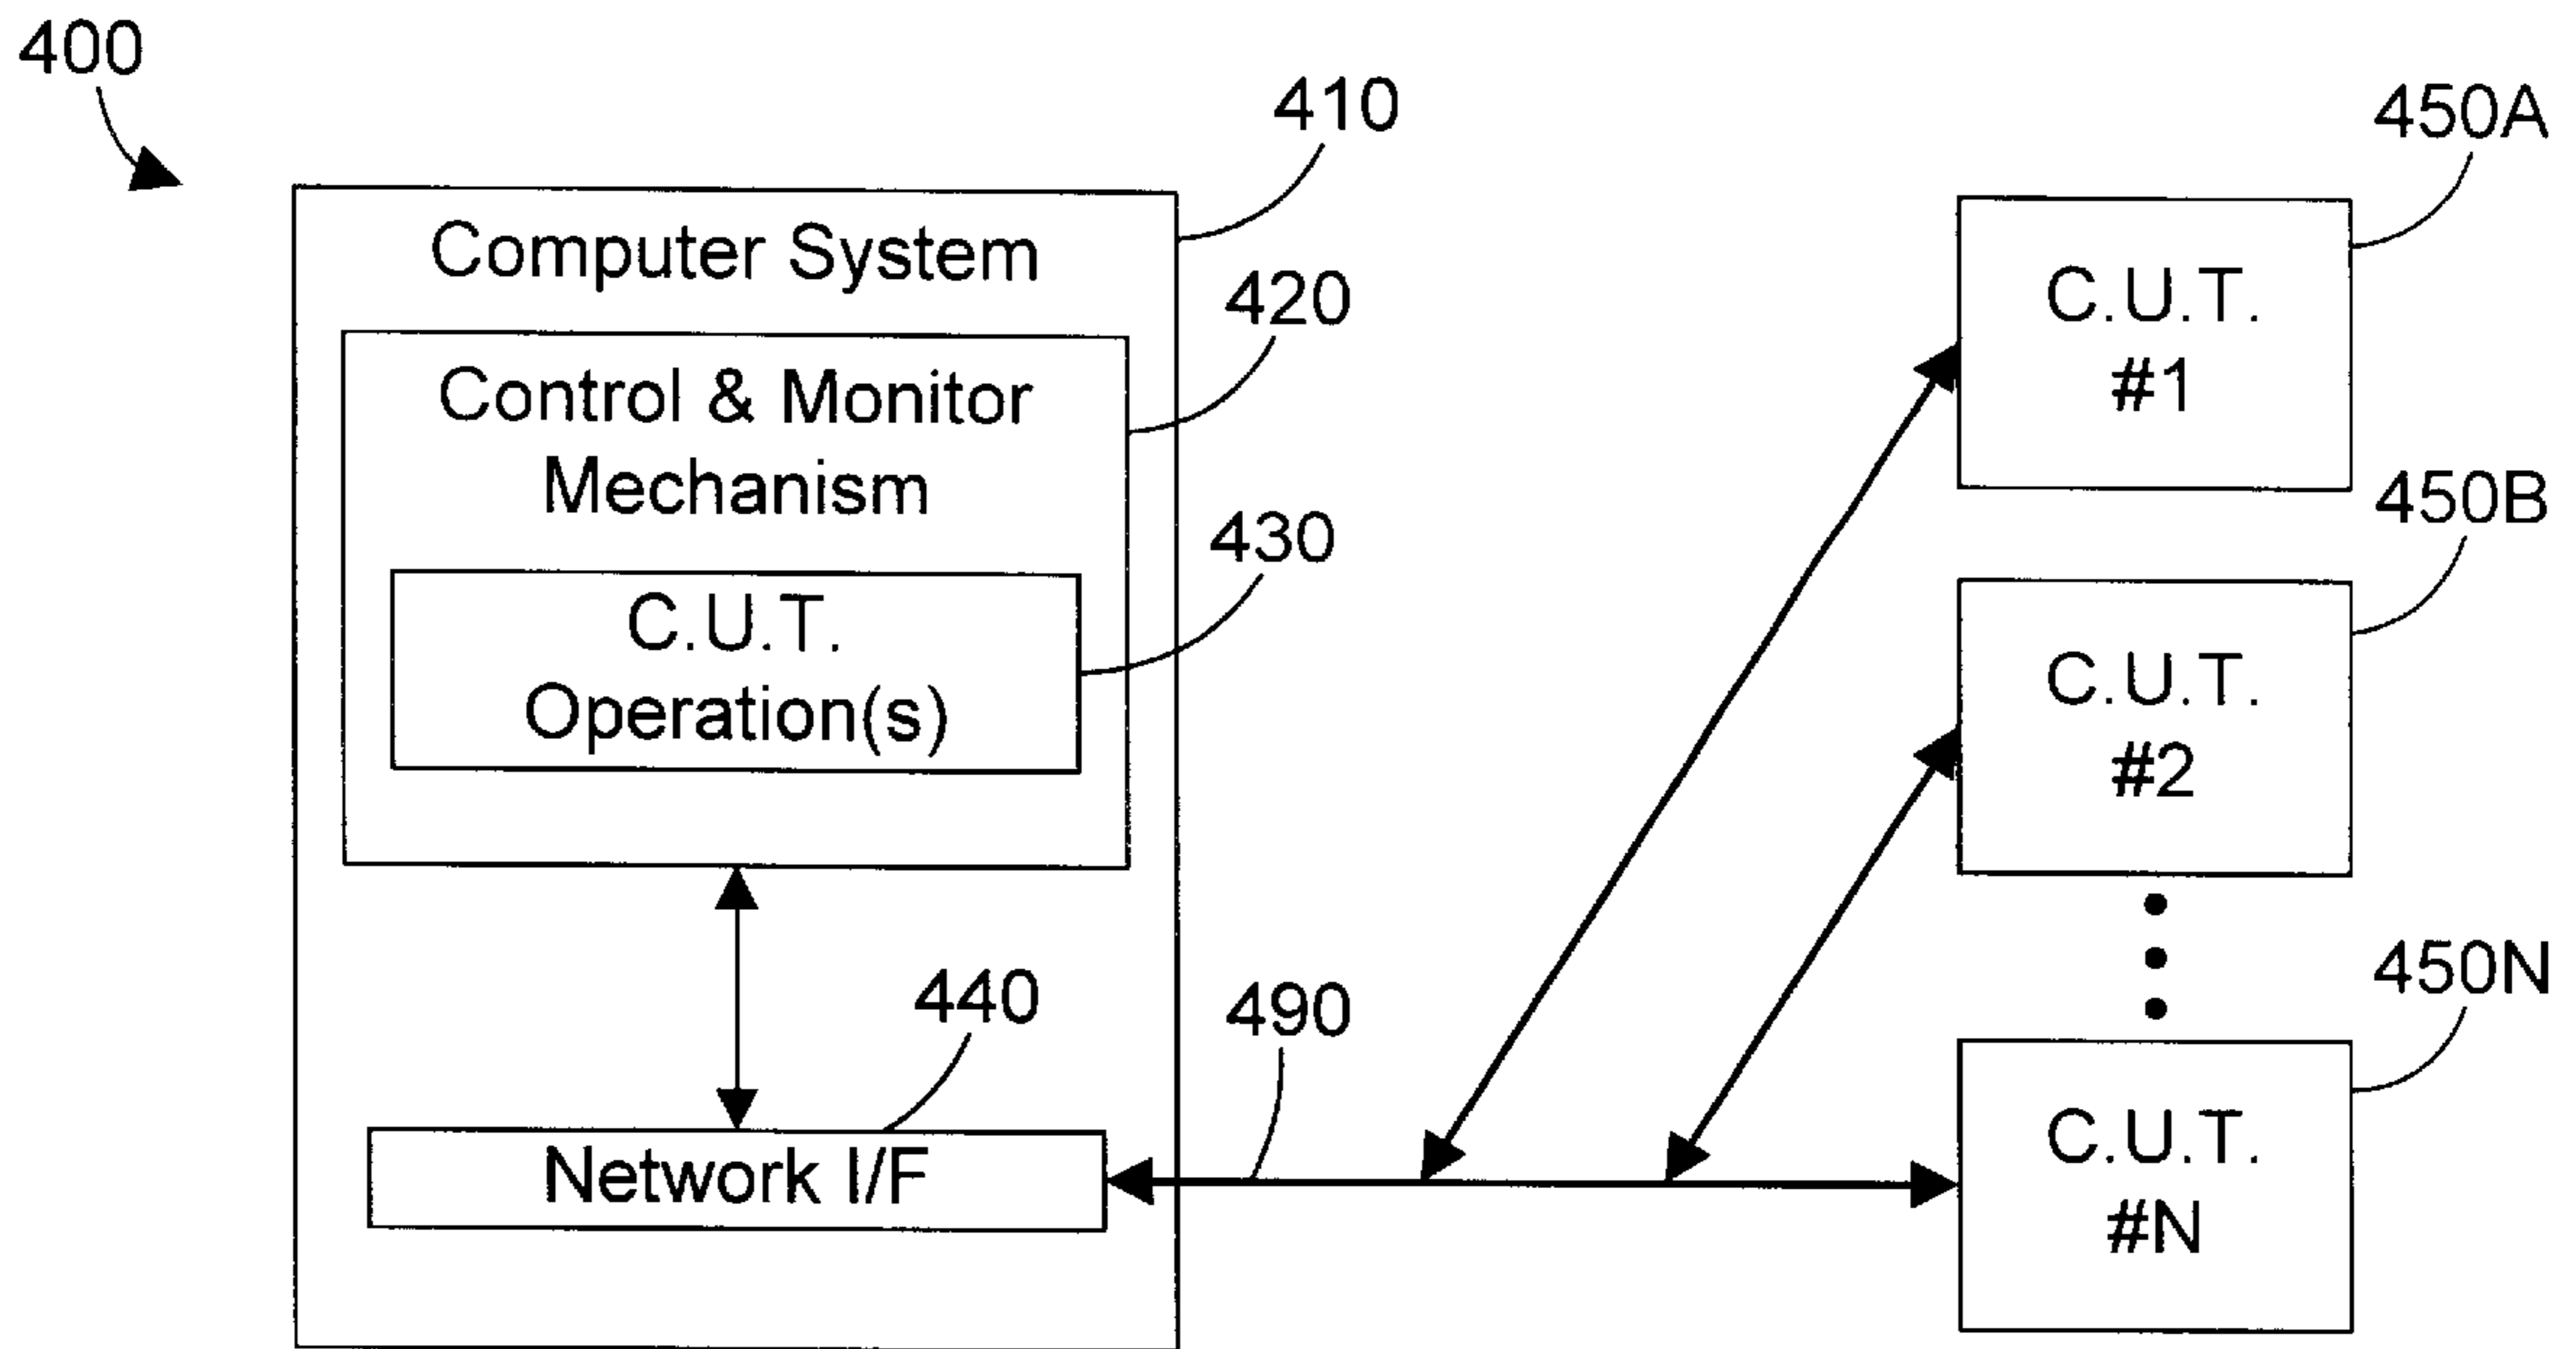 400
410
450A
Computer System
420
C.U.T.
#1
Control & Monitor
Mechanism
450B
430
C.U.T.
Operation(s)
C.U.T.
#2
440
490
450N
Network I/F
C.U.T.
#N